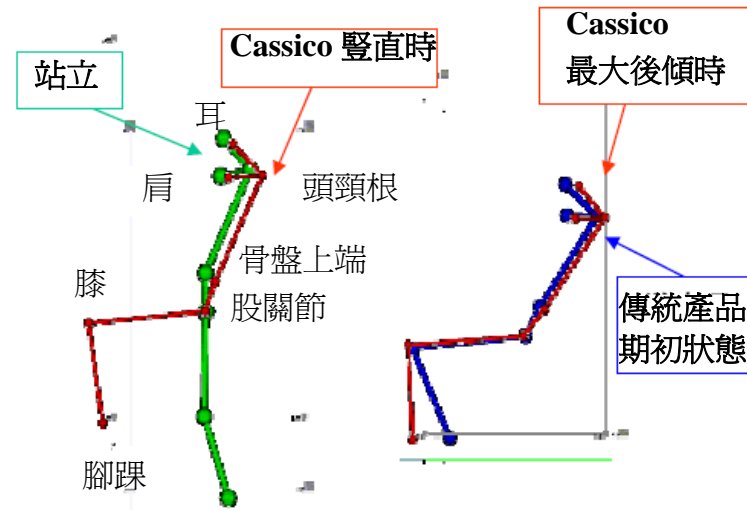 Cassico 豎直時
站立
耳
肩
頭頸根
骨盤上端
膝
股關節
腳踝
Cassico
最大後傾時
傳統產品
期初狀態